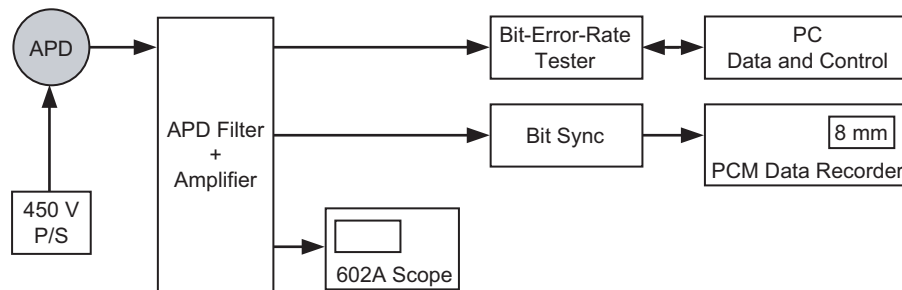 APD
450 V
P/S
APD Filter
+
Amplifier
Bit-Error-Rate
Tester
PC
Data and Control
Bit Sync
8 mm
PCM Data Recorder
602A Scope